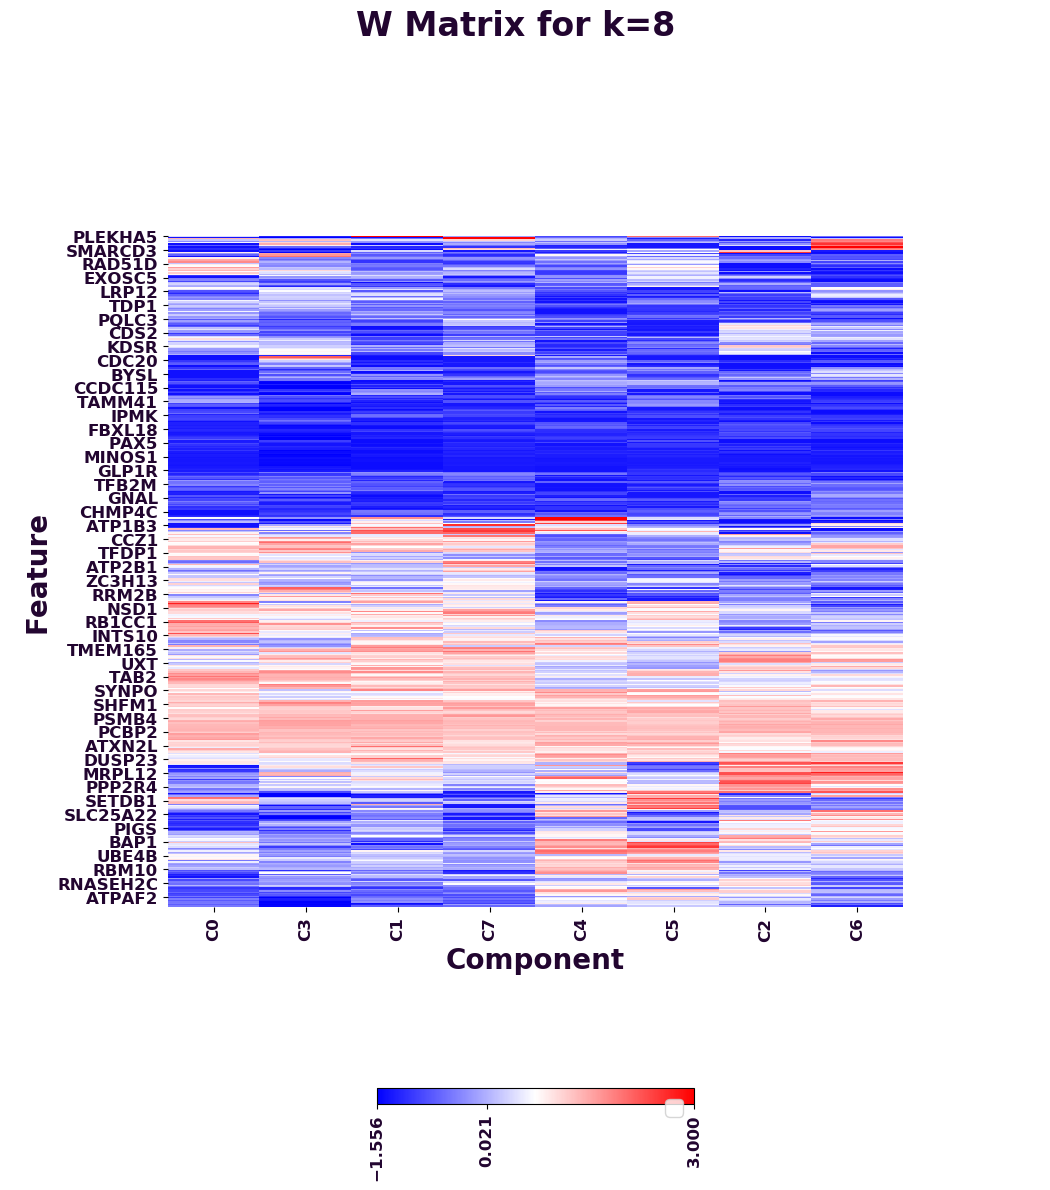 W Matrix for k=8
PLEKHA5
SMARCD3
RAD51D
EXOSC5
LRP12
TDP1
POLC3
CDS2
KDSR
CDC20
BYSL
CCDC115
TAMM41
IPMK
FBXL18
PAX5
MINOS1
GLP1R
TFB2M
GNAL
CHMP4C
ATP1B3
CCZ1
TFDP1
ATP2B1
ZC3H13
RRM2B
NSD1
RB1CC1
INTS10
TMEM165
UXT
TAB2
SYNPO
SHFM1
PSMB4
PCBP2
ATXN2L
DUSP23
MRPL12
PPP2R4
SETDB1
SLC25A22
PIGS
BAP1
UBE4B
RBM10
RNASEH2C
ATPAF2
Feature
C0 C3 C1 C7 C4 C5 C2 C6
Component
−1.556 0.021 3.000